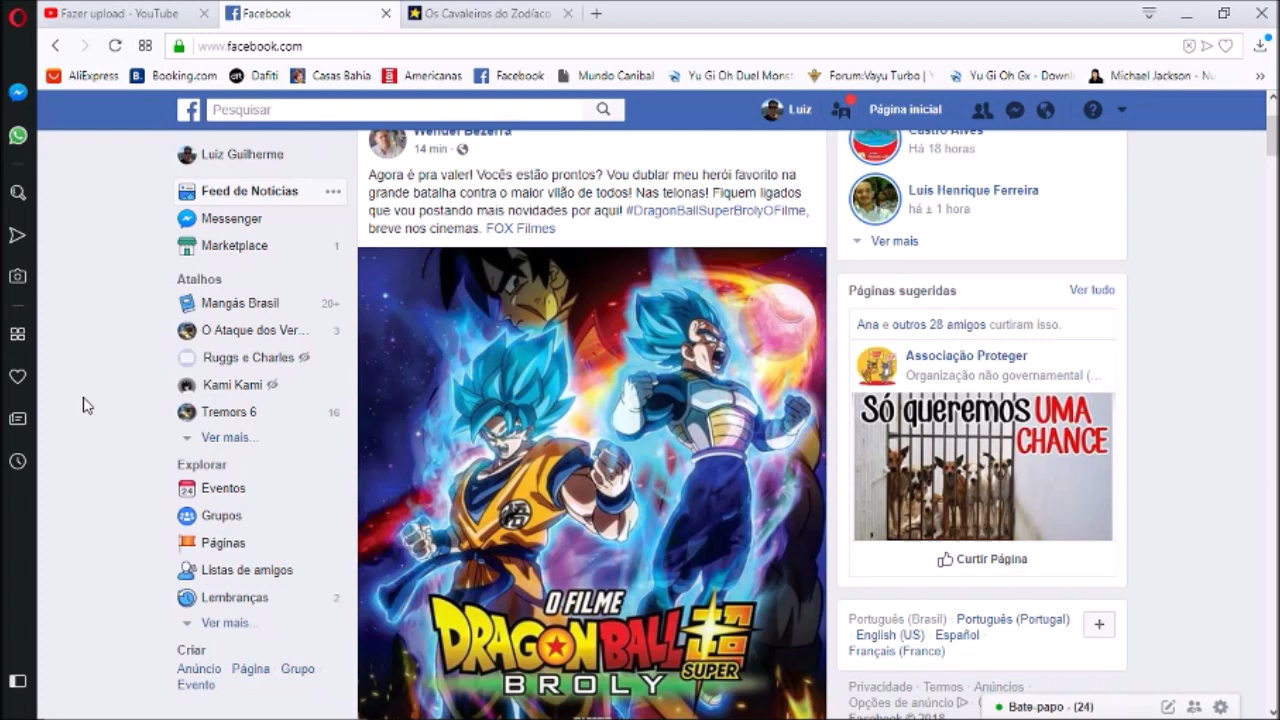 Fazer upload - YouTube
Facebook
Os Cavaleiros do Zodíaco
www.facebook.com
AliExpress
Booking.com
Dafiti
Casas Bahia
Americanas
Facebook
Mundo Canibal
Yu Gi Oh Duel Monst
Forum:Vayu Turbo |
Yu Gi Oh Gx - Downl
Michael Jackson - Nu
Pesquisar
Luiz
Página inicial
Luiz Guilherme
Feed de Notícias
Messenger
Marketplace 1
Atalhos
Mangás Brasil 20+
O Ataque dos Ver... 3
Ruggs e Charles
Kami Kami
Tremors 6 16
Ver mais...
Explorar
Eventos
Grupos
Páginas
Listas de amigos
Lembranças 2
Ver mais...
Criar
Anúncio · Página · Grupo ·
Evento
Wendel Bezerra
14 min ·
Agora é pra valer! Vocês estão prontos? Vou dublar meu herói favorito na
grande batalha contra o maior vilão de todos! Nas telonas! Fiquem ligados
que vou postando mais novidades por aqui! #DragonBallSuperBrolyOFilme,
breve nos cinemas. FOX Filmes
O FILME
DRAGON BALL
SUPER
BROLY
Castro Alves
Há 18 horas
Luis Henrique Ferreira
há ± 1 hora
Ver mais
Páginas sugeridas
Ver tudo
Ana e outros 28 amigos curtiram isso.
Associação Proteger
Organização não governamental (...
Só queremos UMA
CHANCE
Curtir Página
Português (Brasil) · Português (Portugal)
· English (US) · Español ·
Français (France)
Privacidade · Termos · Anúncios ·
Opções de anúncio
Facebook © 2018
Bate-papo - (24)